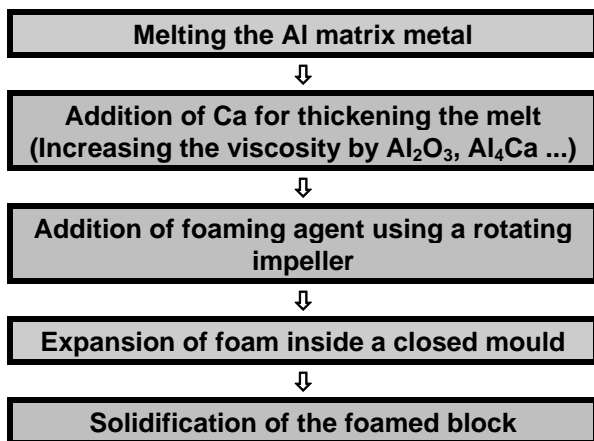 Melting the Al matrix metal
⇩
Addition of Ca for thickening the melt
(Increasing the viscosity by Al₂O₃, Al₄Ca ...)
⇩
Addition of foaming agent using a rotating
impeller
⇩
Expansion of foam inside a closed mould
⇩
Solidification of the foamed block